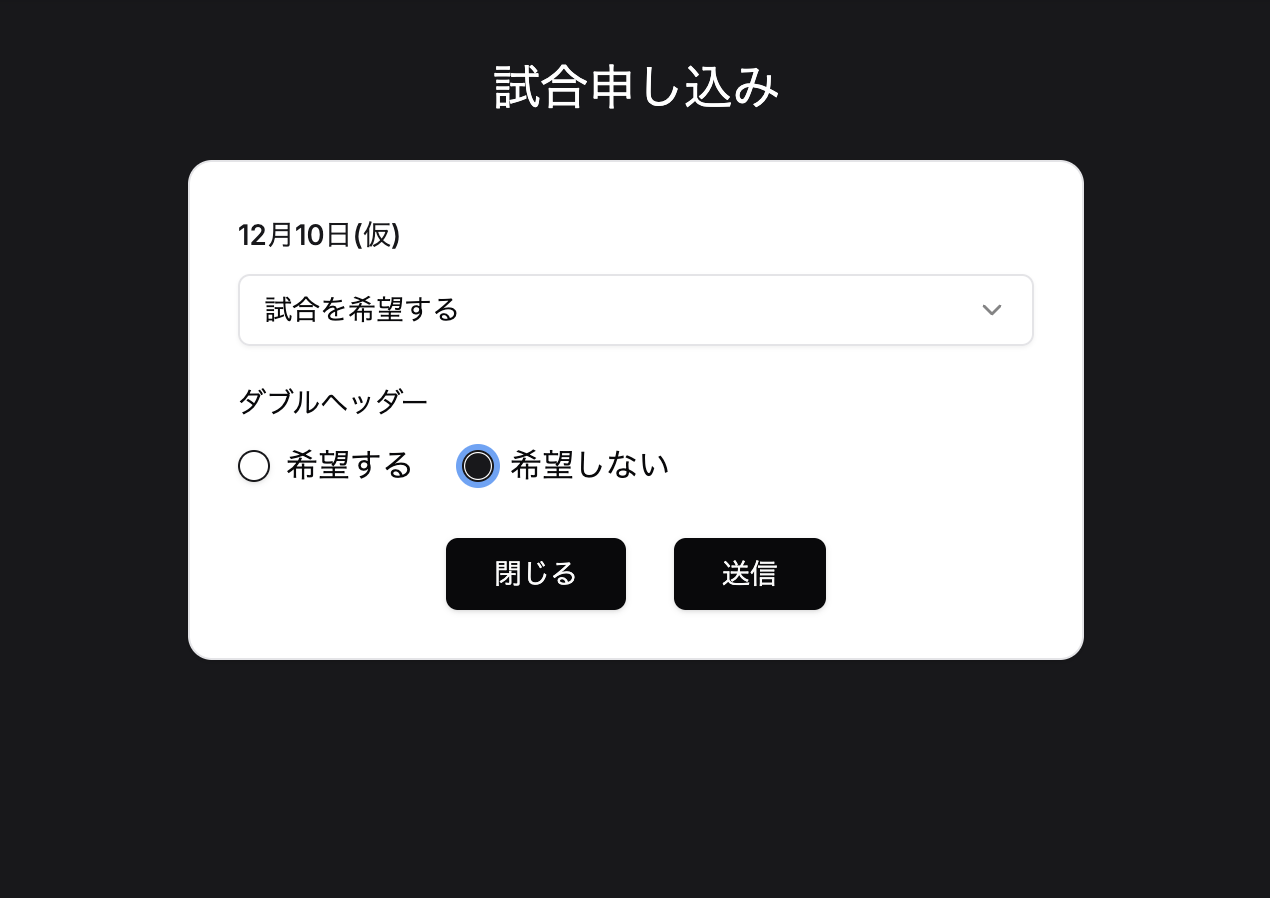 試合申し込み
12月10日(仮)
試合を希望する
ダブルヘッダー
希望する 希望しない
閉じる 送信